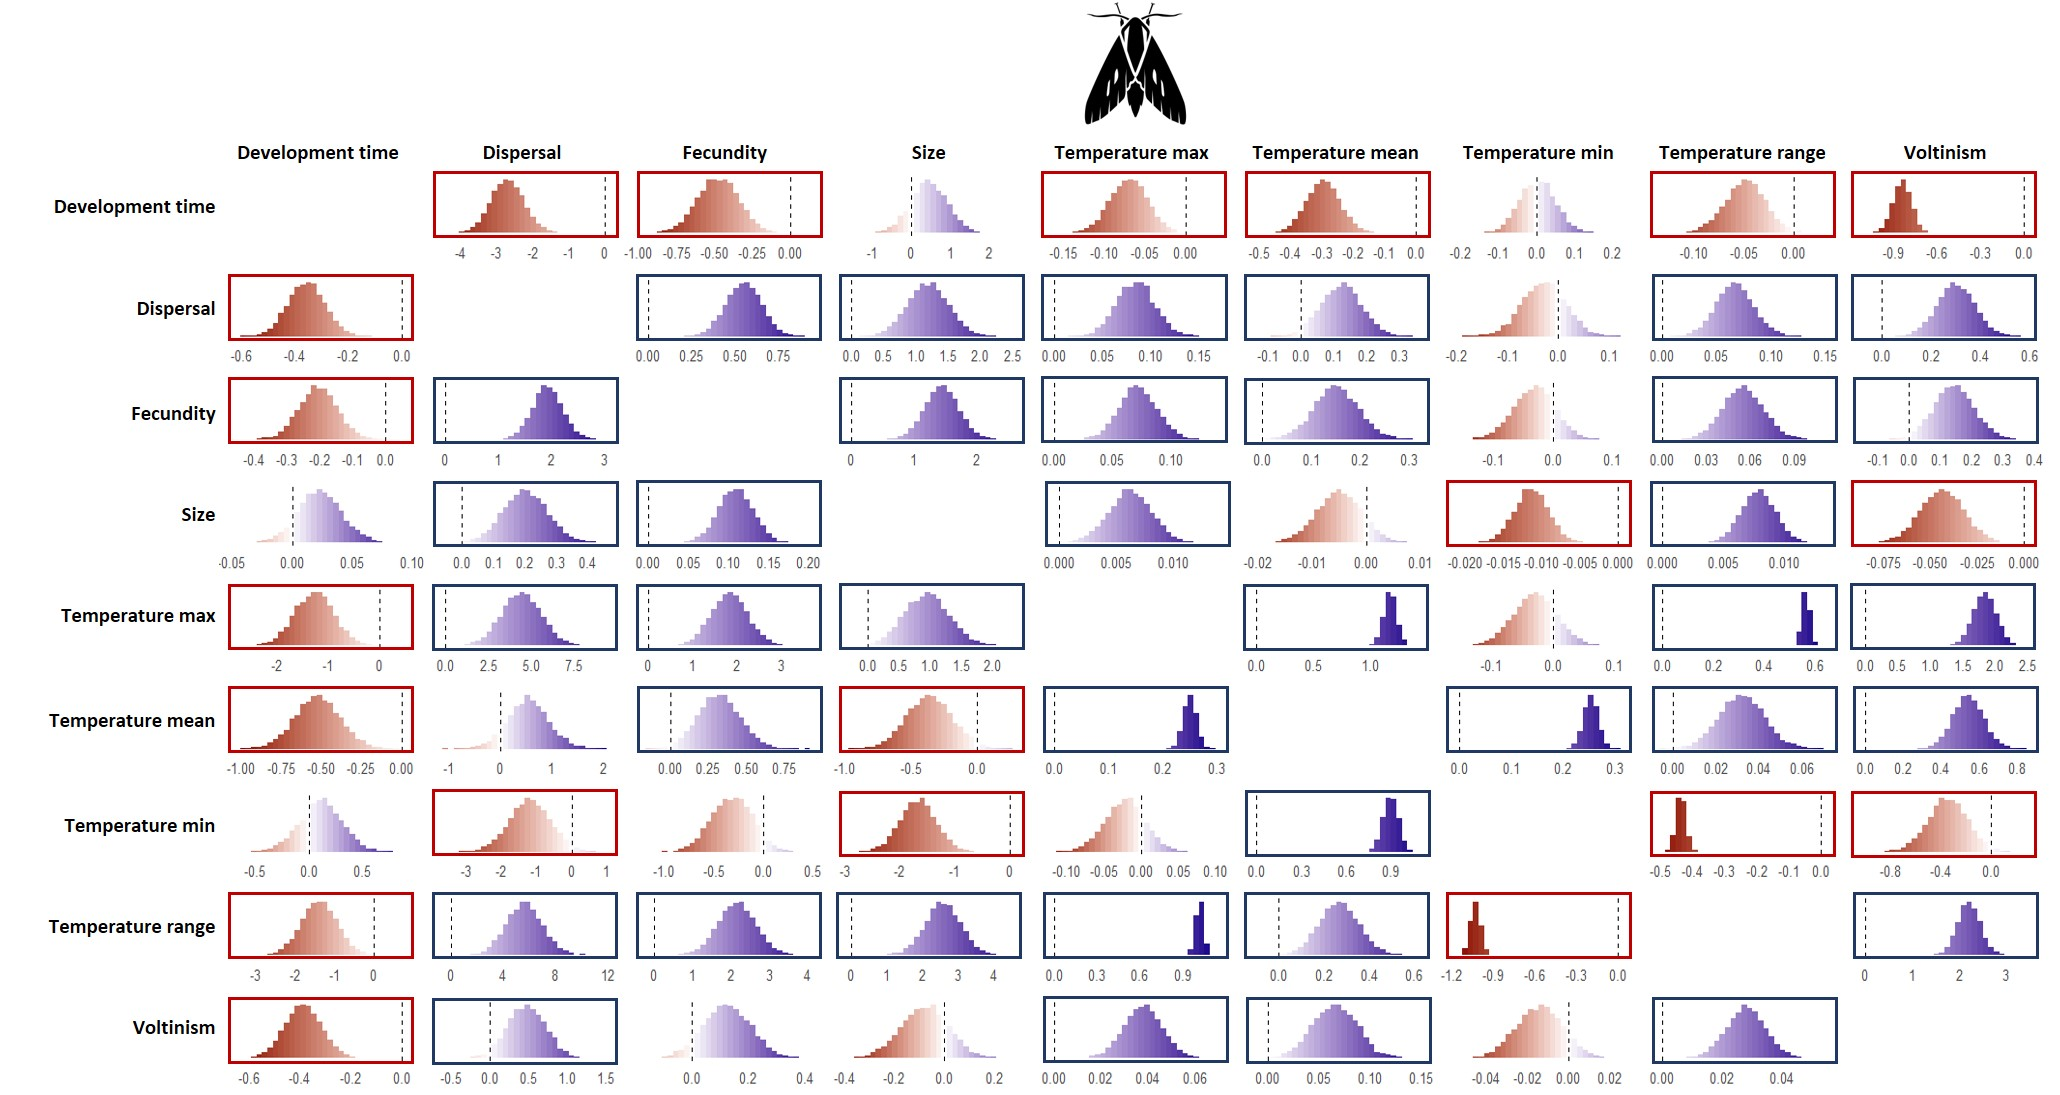 Development time Dispersal Fecundity Size Temperature max Temperature mean Temperature min Temperature range Voltinism
Development time
-4 -3 -2 -1 0 -1.00 -0.75 -0.50 -0.25 0.00 -1 0 1 2 -0.15 -0.10 -0.05 0.00 -0.5 -0.4 -0.3 -0.2 -0.1 0.0 -0.2 -0.1 0.0 0.1 0.2 -0.10 -0.05 0.00 -0.9 -0.6 -0.3 0.0
Dispersal
-0.6 -0.4 -0.2 0.0 0.00 0.25 0.50 0.75 0.0 0.5 1.0 1.5 2.0 2.5 0.00 0.05 0.10 0.15 -0.1 0.0 0.1 0.2 0.3 -0.2 -0.1 0.0 0.1 0.00 0.05 0.10 0.15 0.0 0.2 0.4 0.6
Fecundity
-0.4 -0.3 -0.2 -0.1 0.0 0 1 2 3 0 1 2 0.00 0.05 0.10 0.0 0.1 0.2 0.3 -0.1 0.0 0.1 0.00 0.03 0.06 0.09 -0.1 0.0 0.1 0.2 0.3 0.4
Size
-0.05 0.00 0.05 0.10 0.0 0.1 0.2 0.3 0.4 0.00 0.05 0.10 0.15 0.20 0.000 0.005 0.010 -0.02 -0.01 0.00 0.01 -0.020 -0.015 -0.010 -0.005 0.000 0.000 0.005 0.010 -0.075 -0.050 -0.025 0.000
Temperature max
-2 -1 0 0.0 2.5 5.0 7.5 0 1 2 3 0.0 0.5 1.0 1.5 2.0 0.0 0.5 1.0 -0.1 0.0 0.1 0.0 0.2 0.4 0.6 0.0 0.5 1.0 1.5 2.0 2.5
Temperature mean
-1.00 -0.75 -0.50 -0.25 0.00 -1 0 1 2 0.00 0.25 0.50 0.75 -1.0 -0.5 0.0 0.0 0.1 0.2 0.3 0.0 0.1 0.2 0.3 0.00 0.02 0.04 0.06 0.0 0.2 0.4 0.6 0.8
Temperature min
-0.5 0.0 0.5 -3 -2 -1 0 1 -1.0 -0.5 0.0 0.5 -3 -2 -1 0 -0.10 -0.05 0.00 0.05 0.10 0.0 0.3 0.6 0.9 -0.5 -0.4 -0.3 -0.2 -0.1 0.0 -0.8 -0.4 0.0
Temperature range
-3 -2 -1 0 0 4 8 12 0 1 2 3 4 0 1 2 3 4 0.0 0.3 0.6 0.9 0.0 0.2 0.4 0.6 -1.2 -0.9 -0.6 -0.3 0.0 0 1 2 3
Voltinism
-0.6 -0.4 -0.2 0.0 -0.5 0.0 0.5 1.0 1.5 0.0 0.2 0.4 -0.4 -0.2 0.0 0.2 0.00 0.02 0.04 0.06 0.00 0.05 0.10 0.15 -0.04 -0.02 0.00 0.02 0.00 0.02 0.04